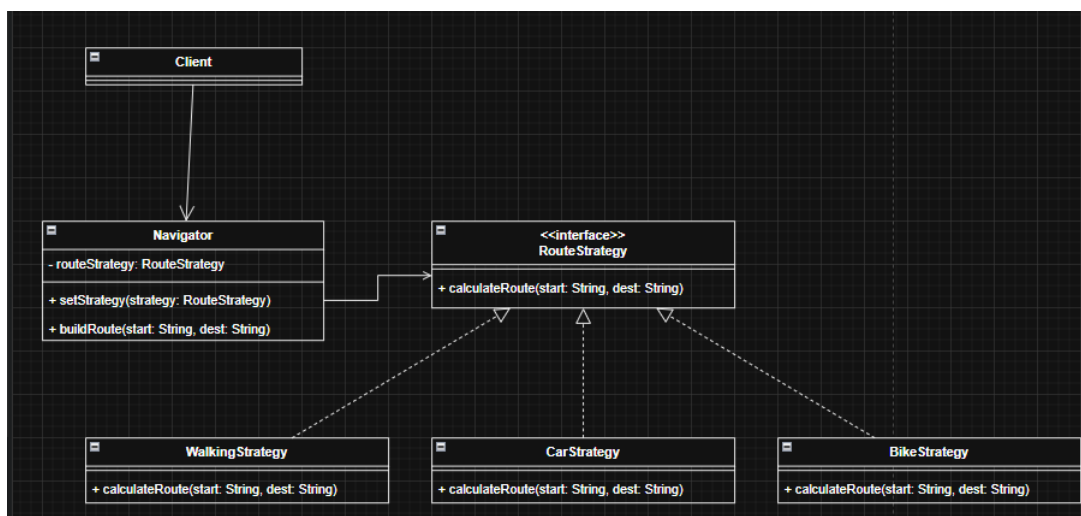 Client
Navigator
- routeStrategy: RouteStrategy
+ setStrategy(strategy: RouteStrategy)
+ buildRoute(start: String, dest: String)
<<interface>>
RouteStrategy
+ calculateRoute(start: String, dest: String)
WalkingStrategy
+ calculateRoute(start: String, dest: String)
CarStrategy
+ calculateRoute(start: String, dest: String)
BikeStrategy
+ calculateRoute(start: String, dest: String)